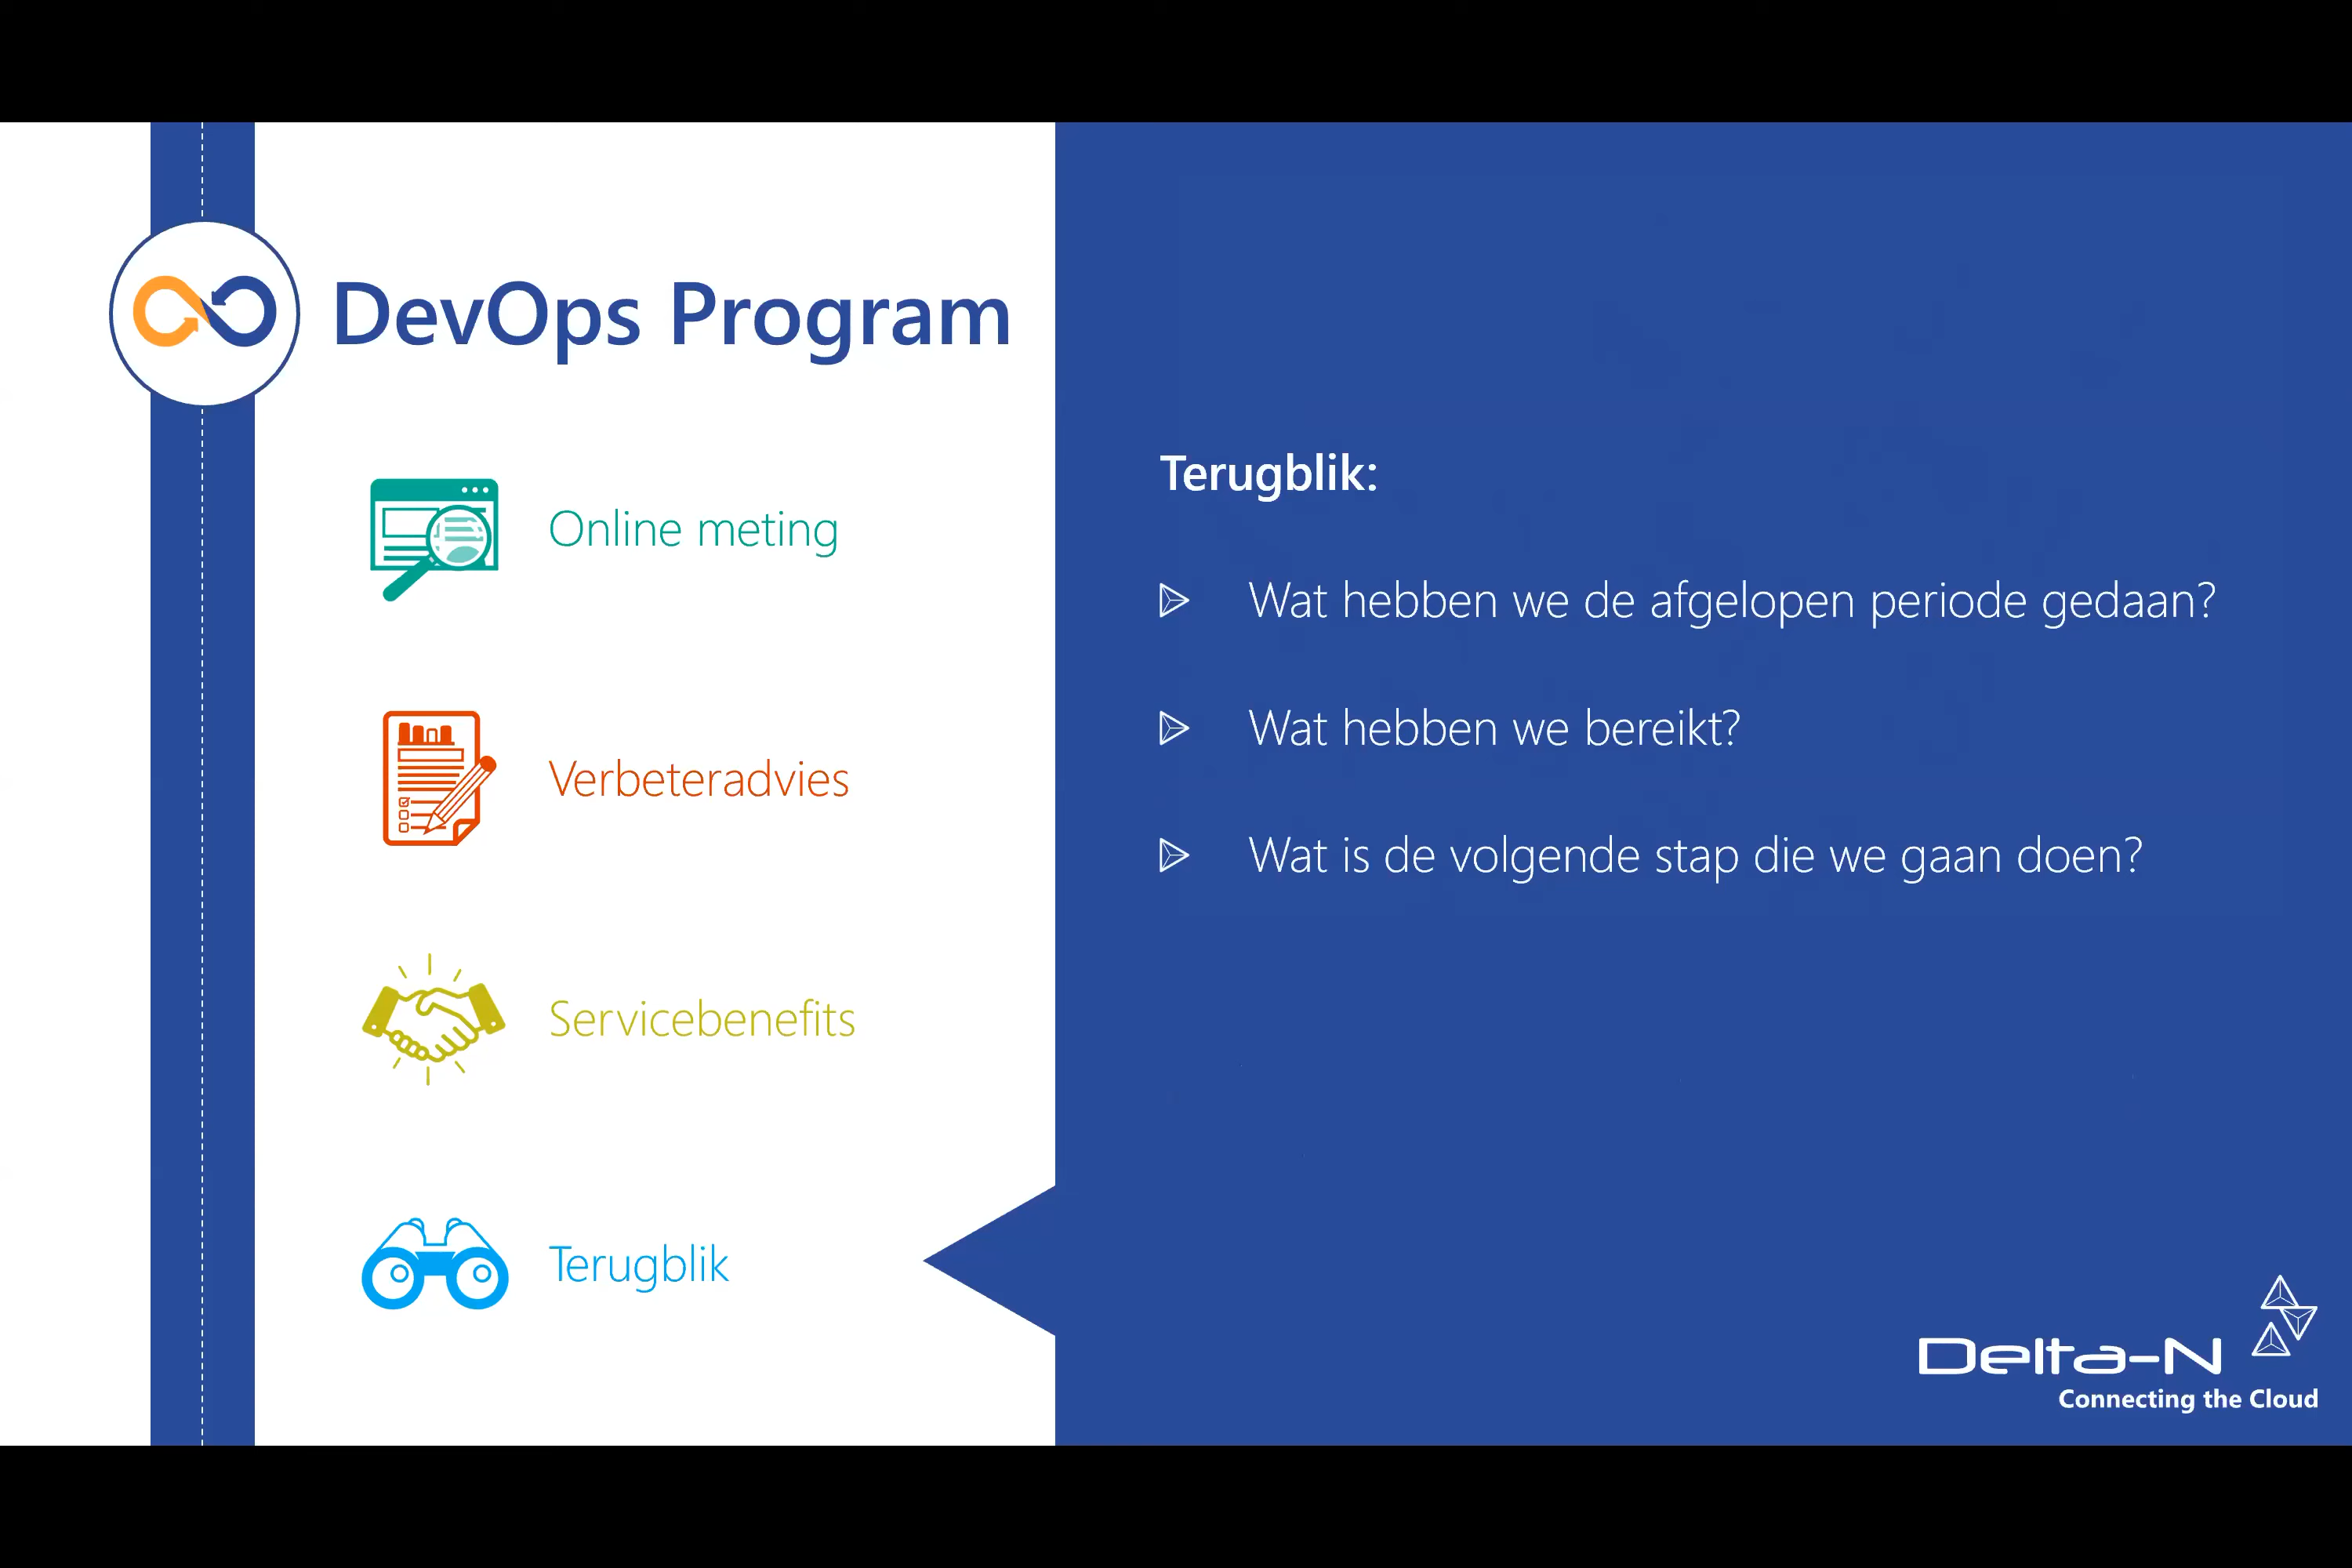 DevOps Program
Online meting
Verbeteradvies
Servicebenefits
Terugblik
Terugblik:
Wat hebben we de afgelopen periode gedaan?
Wat hebben we bereikt?
Wat is de volgende stap die we gaan doen?
Delta-N
Connecting the Cloud